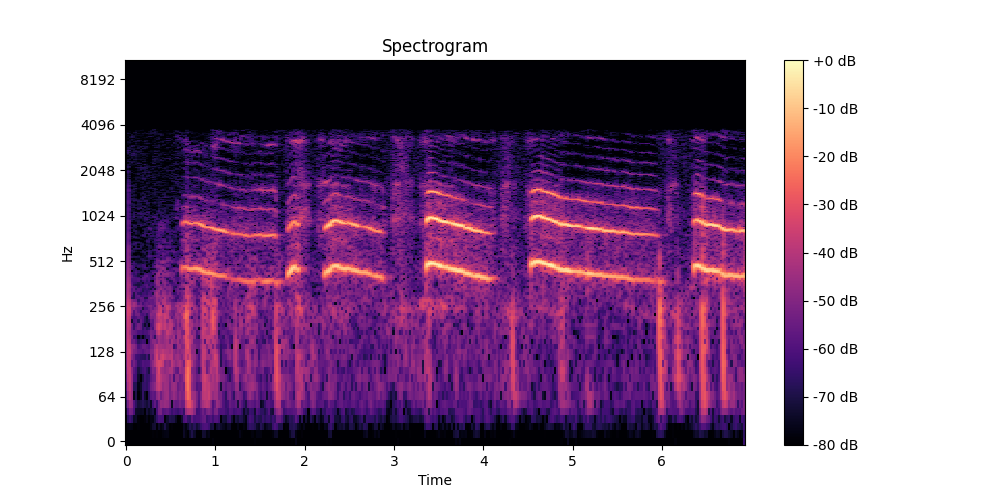 Spectrogram
8192
4096
2048
1024
512
256
128
64
0
Hz
0 1 2 3 4 5 6
Time
+0 dB
-10 dB
-20 dB
-30 dB
-40 dB
-50 dB
-60 dB
-70 dB
-80 dB